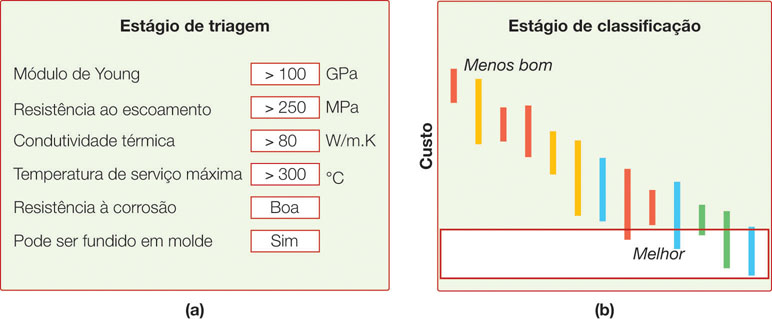 Estágio de triagem
Módulo de Young > 100 GPa
Resistência ao escoamento > 250 MPa
Condutividade térmica > 80 W/m.K
Temperatura de serviço máxima > 300 °C
Resistência à corrosão Boa
Pode ser fundido em molde Sim
(a)
Estágio de classificação
Custo
Menos bom
Melhor
(b)